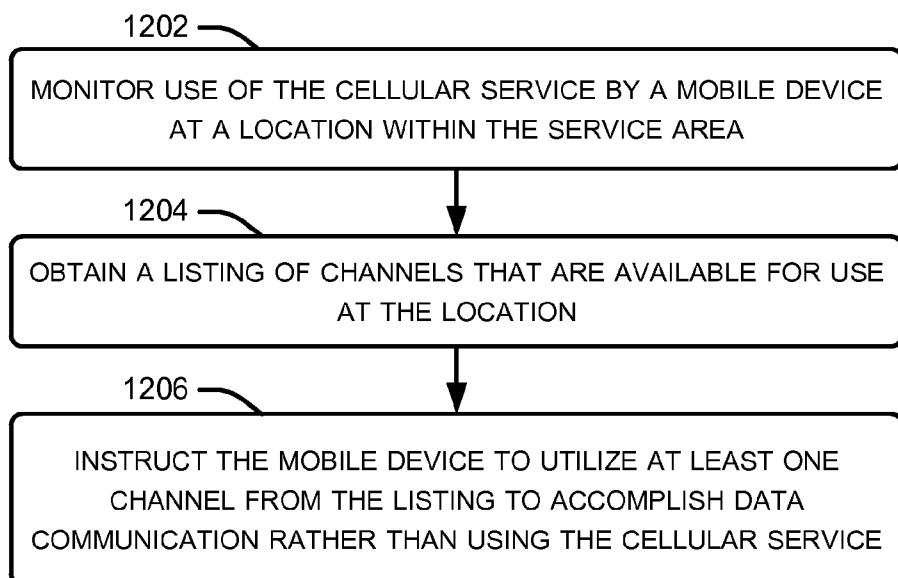 1202
MONITOR USE OF THE CELLULAR SERVICE BY A MOBILE DEVICE
AT A LOCATION WITHIN THE SERVICE AREA
1204
OBTAIN A LISTING OF CHANNELS THAT ARE AVAILABLE FOR USE
AT THE LOCATION
1206
INSTRUCT THE MOBILE DEVICE TO UTILIZE AT LEAST ONE
CHANNEL FROM THE LISTING TO ACCOMPLISH DATA
COMMUNICATION RATHER THAN USING THE CELLULAR SERVICE